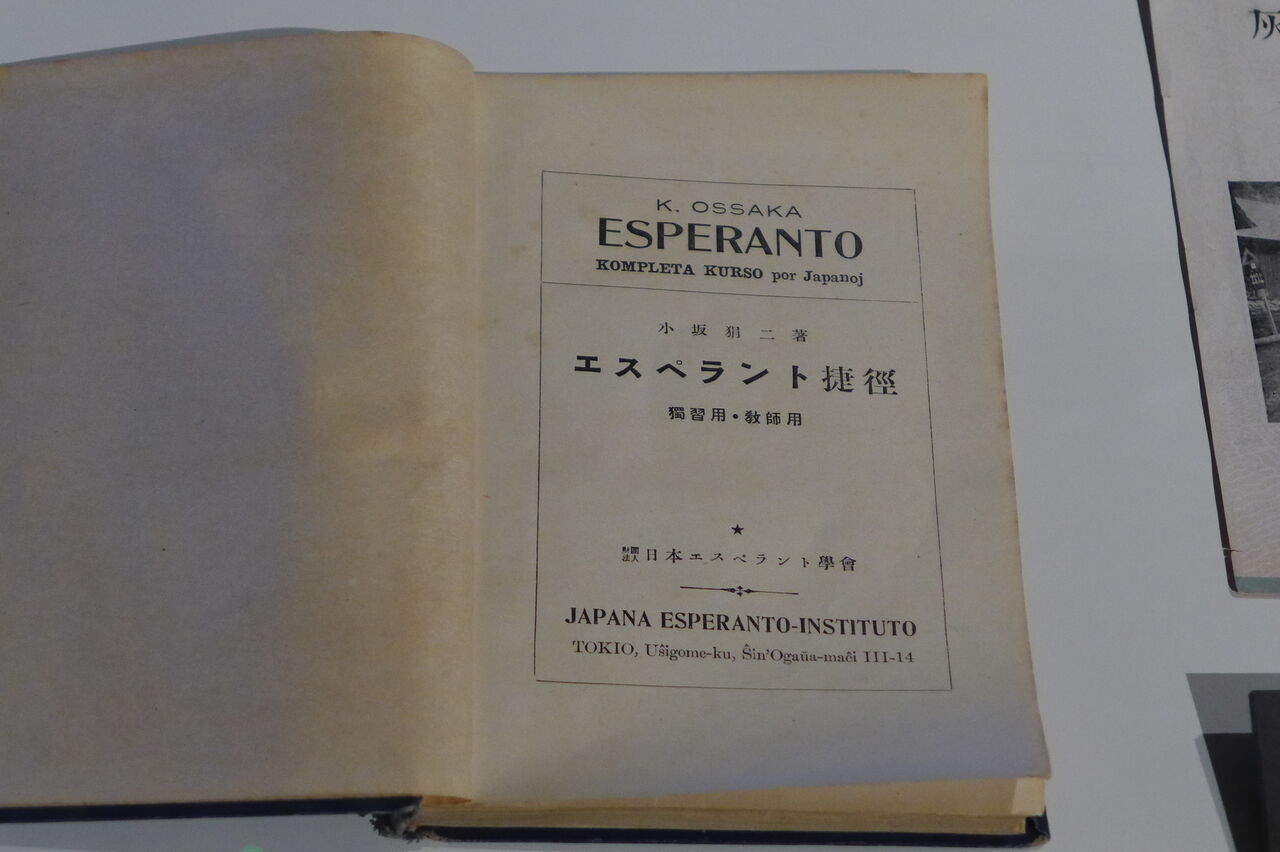 K. OSSAKA
ESPERANTO
KOMPLETA KURSO por Japanoj
小坂狷二著
エスペラント捷徑
獨習用・敎師用
★
財團法人日本エスペラント學會
JAPANA ESPERANTO-INSTITUTO
TOKIO, Uŝigome-ku, Ŝin'Ogaŭa-maĉi III-14
灰